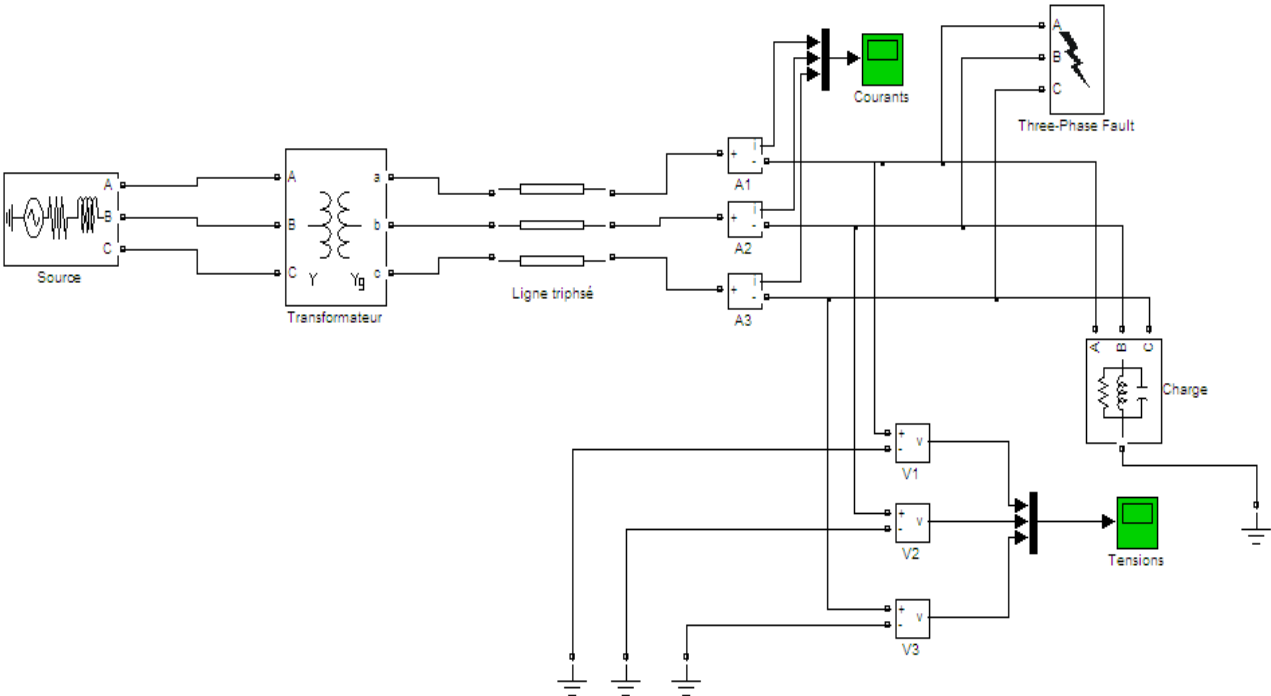 A
B
C
Source
A
B
C
a
b
c
Y
Yg
Transformateur
Ligne triphsé
+
i
-
A1
+
i
-
A2
+
i
-
A3
Courants
A
B
C
Three-Phase Fault
A
B
C
Charge
+
-
v
V1
+
-
v
V2
+
-
v
V3
Tensions